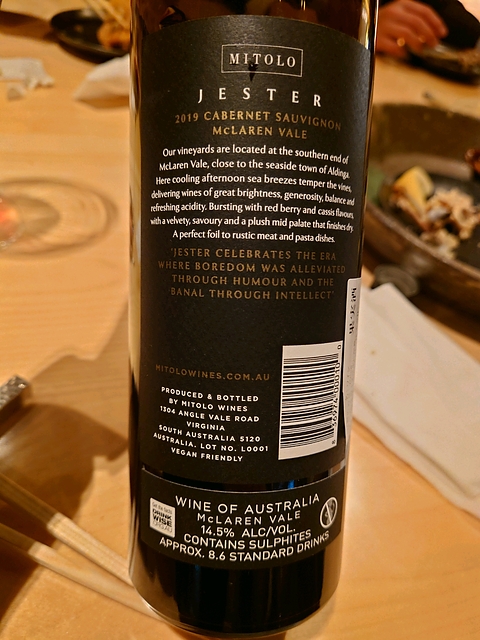 MITOLO
JESTER
2019 CABERNET SAUVIGNON
McLAREN VALE
Our vineyards are located at the southern end of
McLaren Vale, close to the seaside town of Aldinga.
Here cooling afternoon sea breezes temper the vines,
delivering wines of great brightness, generosity, balance and
refreshing acidity. Bursting with red berry and cassis flavours,
with a velvety, savoury and a plush mid palate that finishes dry.
A perfect foil to rustic meat and pasta dishes.
'JESTER CELEBRATES THE ERA
WHERE BOREDOM WAS ALLEVIATED
THROUGH HUMOUR AND THE
BANAL THROUGH INTELLECT'
MITOLOWINES.COM.AU
PRODUCED & BOTTLED
BY MITOLO WINES
1304 ANGLE VALE ROAD
VIRGINIA
SOUTH AUSTRALIA 5120
AUSTRALIA. LOT NO. L0001
VEGAN FRIENDLY
DRINK
WISE
WINE OF AUSTRALIA
McLAREN VALE
14.5% ALC/VOL.
CONTAINS SULPHITES
APPROX. 8.6 STANDARD DRINKS